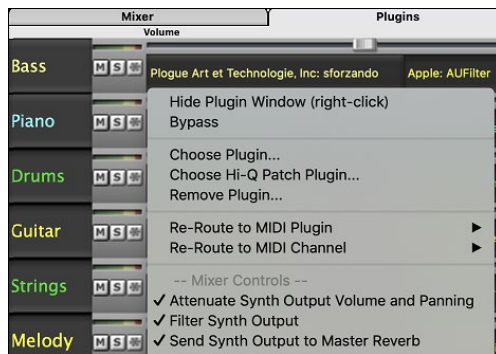 Mixer
Plugins
Volume
Bass
M S
Plogue Art et Technologie, Inc: sforzando
Apple: AUFilter
Hide Plugin Window (right-click)
Piano
M S
Bypass
Choose Plugin...
Drums
M S
Choose Hi-Q Patch Plugin...
Remove Plugin...
Guitar
M S
Re-Route to MIDI Plugin
Re-Route to MIDI Channel
-- Mixer Controls --
Strings
M S
✓ Attenuate Synth Output Volume and Panning
✓ Filter Synth Output
Melody
M S
✓ Send Synth Output to Master Reverb